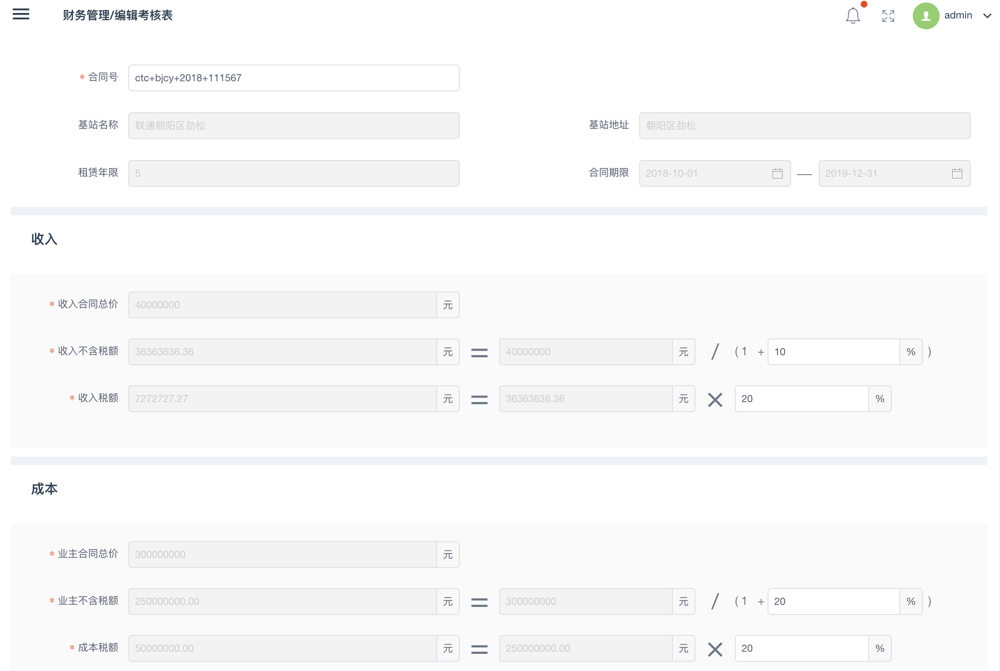 财务管理/编辑考核表
admin
* 合同号 ctc+bjcy+2018+111567
基站名称 联通朝阳区劲松 基站地址 朝阳区劲松
租赁年限 5 合同期限 2018-10-01 — 2019-12-31
收入
* 收入合同总价 40000000 元
* 收入不含税额 36363636.36 元 = 40000000 元 / (1 + 10 % )
* 收入税额 7272727.27 元 = 36363636.36 元 × 20 %
成本
* 业主合同总价 300000000 元
* 业主不含税额 250000000.00 元 = 300000000 元 / (1 + 20 % )
* 成本税额 50000000.00 元 = 250000000.00 元 × 20 %